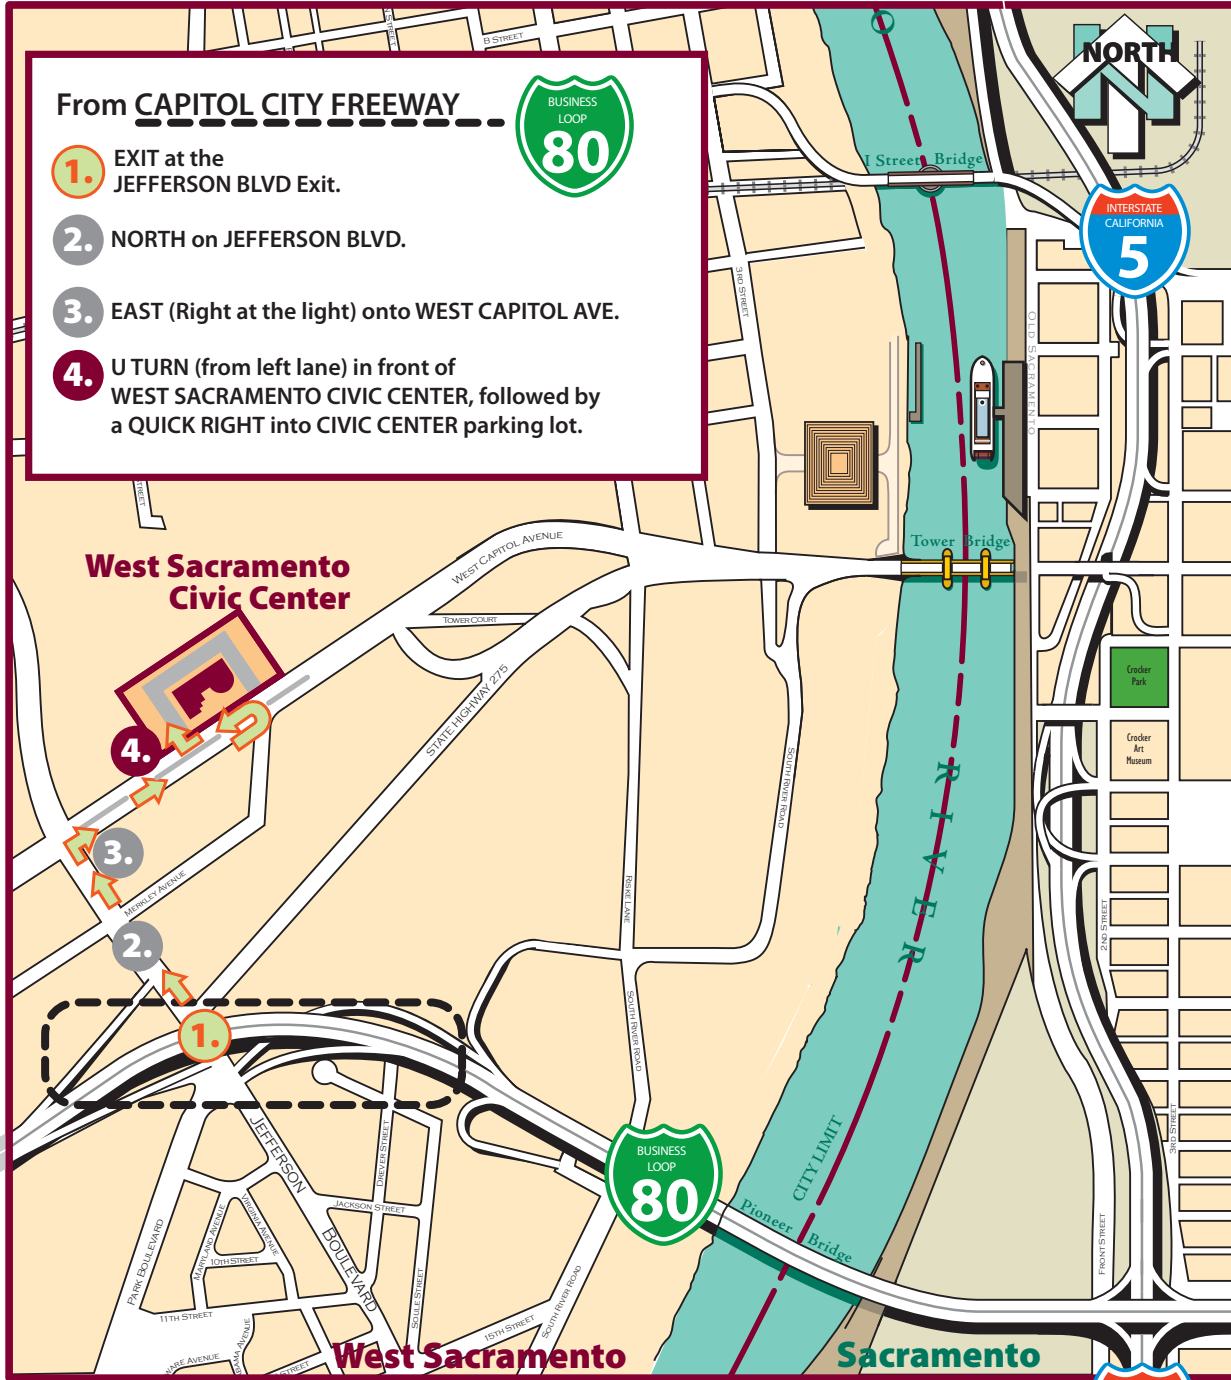 B STREET
STREET
NORTH
From CAPITOL CITY FREEWAY
BUSINESS
LOOP
80
1. EXIT at the
JEFFERSON BLVD Exit.
2. NORTH on JEFFERSON BLVD.
3. EAST (Right at the light) onto WEST CAPITOL AVE.
4. U TURN (from left lane) in front of
WEST SACRAMENTO CIVIC CENTER, followed by
a QUICK RIGHT into CIVIC CENTER parking lot.
O
I Street Bridge
INTERSTATE
CALIFORNIA
5
3RD STREET
OLD SACRAMENTO
STREET
Tower Bridge
WEST CAPITOL AVENUE
West Sacramento
Civic Center
TOWER COURT
STATE HIGHWAY 275
Crocker
Park
Crocker
Art
Museum
4.
SOUTH RIVER ROAD
RIVER
3.
MERKLEY AVENUE
RISKE LANE
2ND STREET
2.
1.
SOUTH RIVER ROAD
JEFFERSON
BOULEVARD
DREVER STREET
JACKSON STREET
BUSINESS
LOOP
80
CITY LIMIT
Pioneer Bridge
3RD STREET
FRONT STREET
PARK BOULEVARD
MARYLAND AVENUE
VIRGINIA AVENUE
10TH STREET
11TH STREET
SOULE STREET
15TH STREET
SOUTH RIVER ROAD
WARE AVENUE
BAMA AVENUE
STREET
West Sacramento
Sacramento